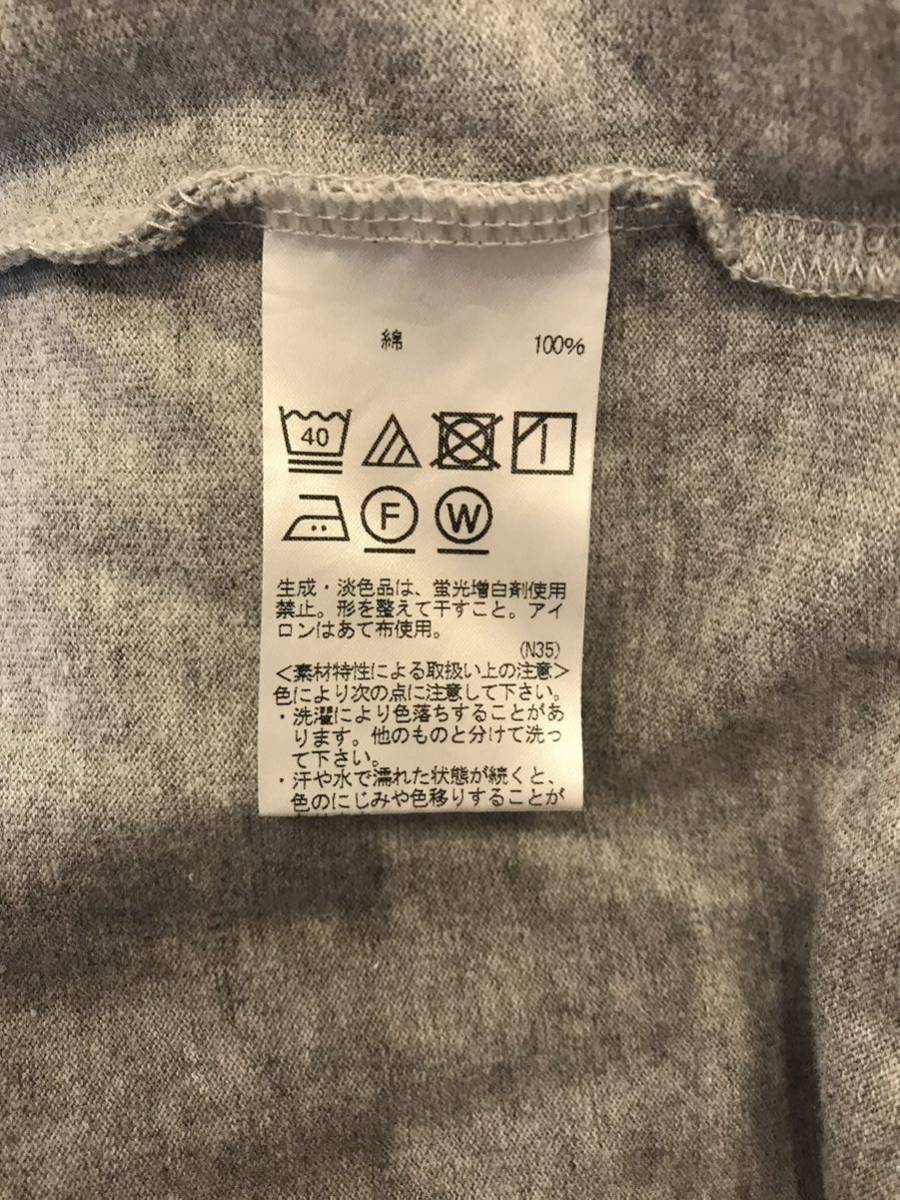 綿 100%
40
F W
生成・淡色品は、蛍光増白剤使用
禁止。形を整えて干すこと。アイ
ロンはあて布使用。
(N35)
<素材特性による取扱い上の注意>
色により次の点に注意して下さい。
・洗濯により色落ちすることがあ
ります。他のものと分けて洗っ
て下さい。
・汗や水で濡れた状態が続くと、
色のにじみや色移りすることが